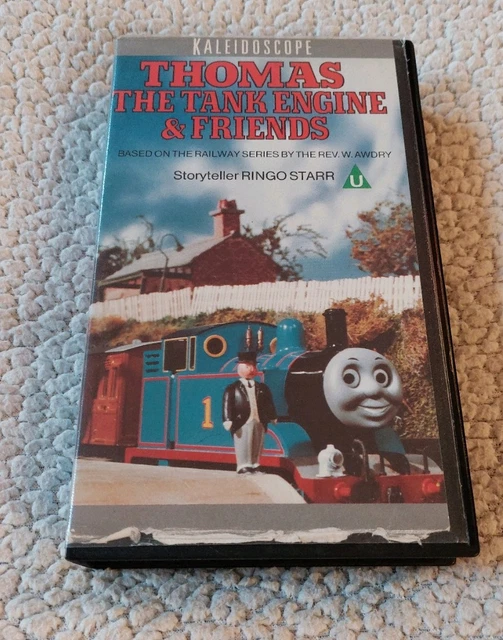 KALEIDOSCOPE
THOMAS
THE TANK ENGINE
& FRIENDS
BASED ON THE RAILWAY SERIES BY THE REV. W. AWDRY
Storyteller RINGO STARR U
1